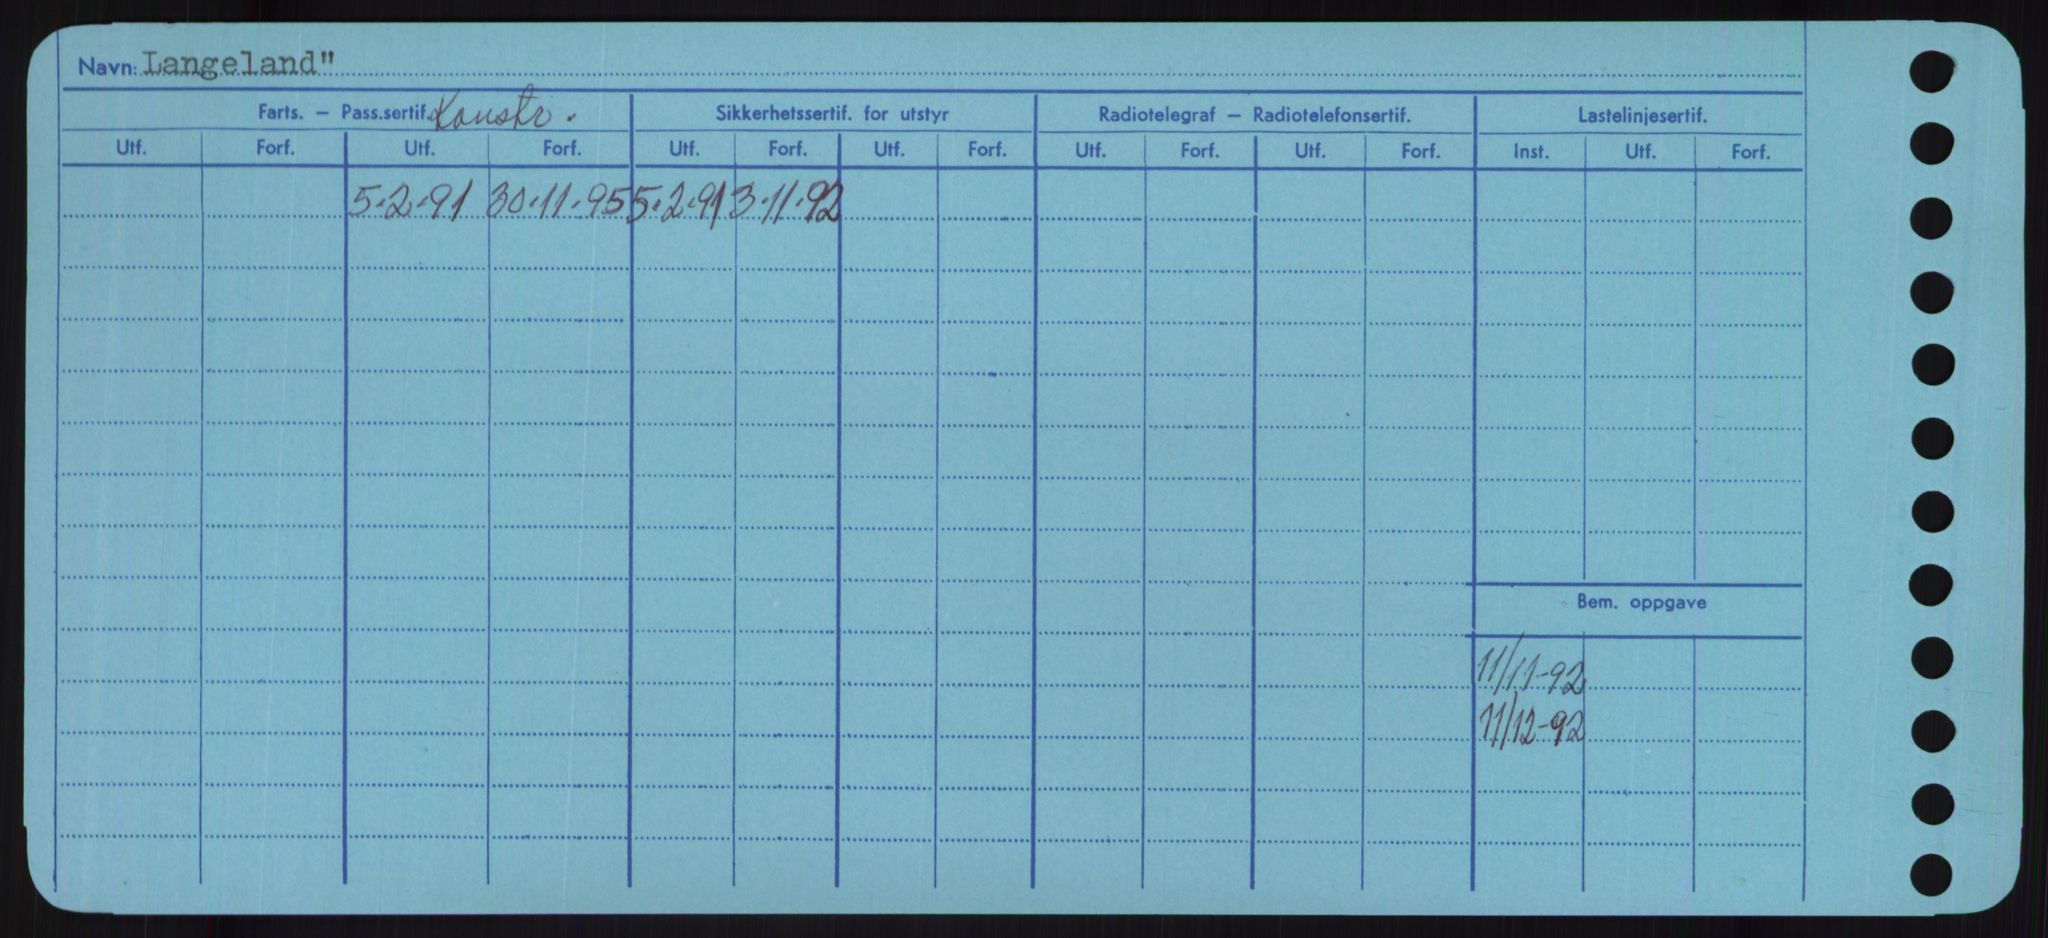 Navn: Langeland"
Farts. – Pass.sertif. Konstr. Sikkerhetssertif. for utstyr Radiotelegraf – Radiotelefonsertif. Lastelinjesertif.
Utf. Forf. Utf. Forf. Utf. Forf. Utf. Forf. Utf. Forf. Utf. Forf. Inst. Utf. Forf.
5.2.91 30.11.95 5.2.91 3.11.92
Bem. oppgave
11/11-92
11/12-92